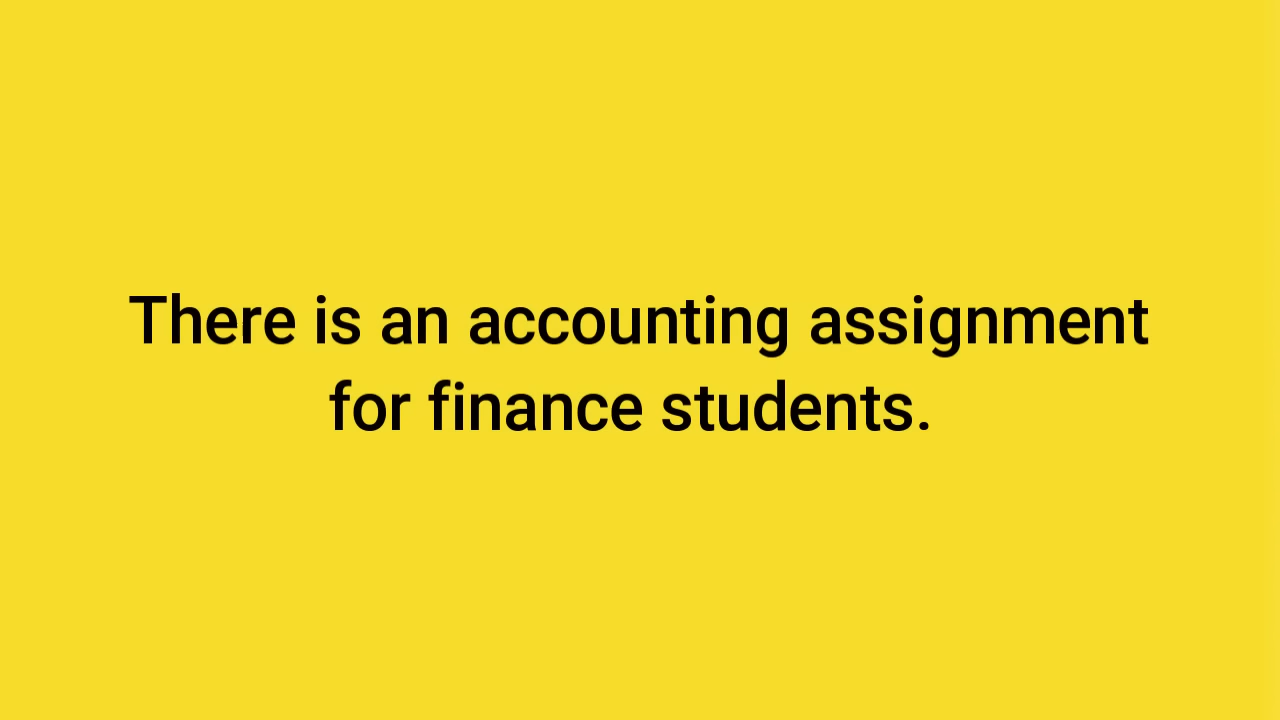 There is an accounting assignment
for finance students.